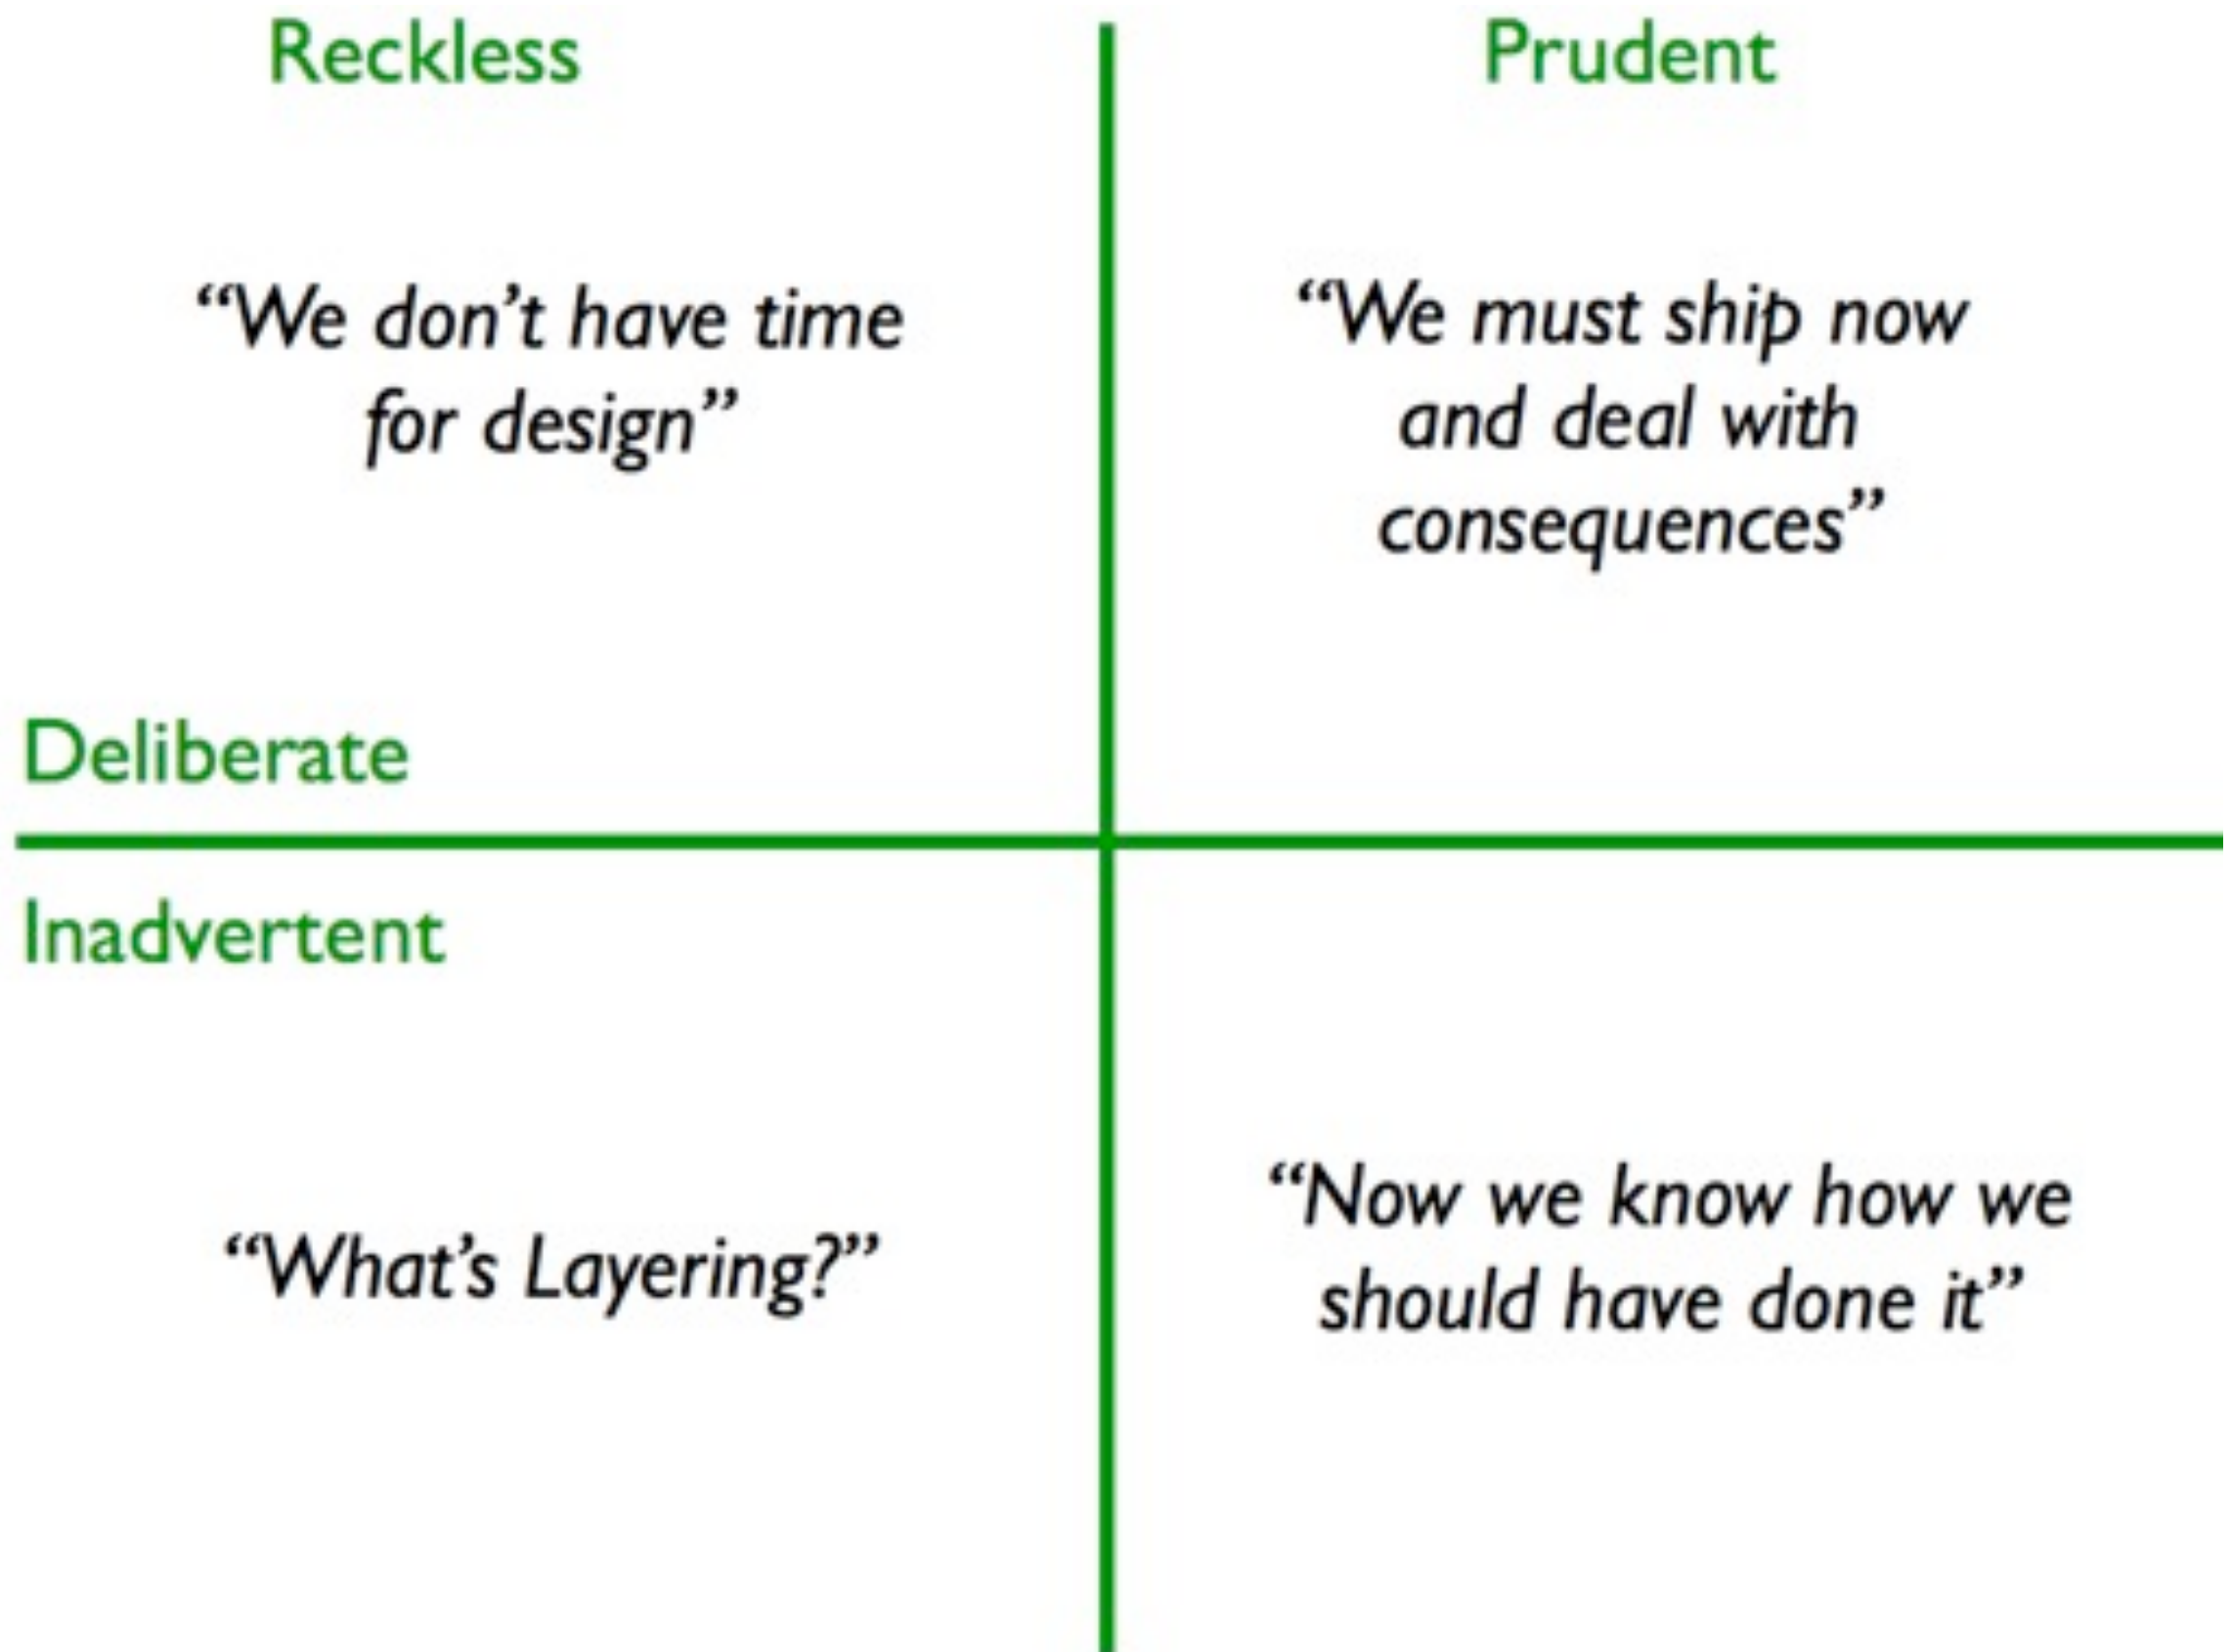 Reckless
Prudent
“We don’t have time
for design”
“We must ship now
and deal with
consequences”
Deliberate
Inadvertent
“What’s Layering?”
“Now we know how we
should have done it”